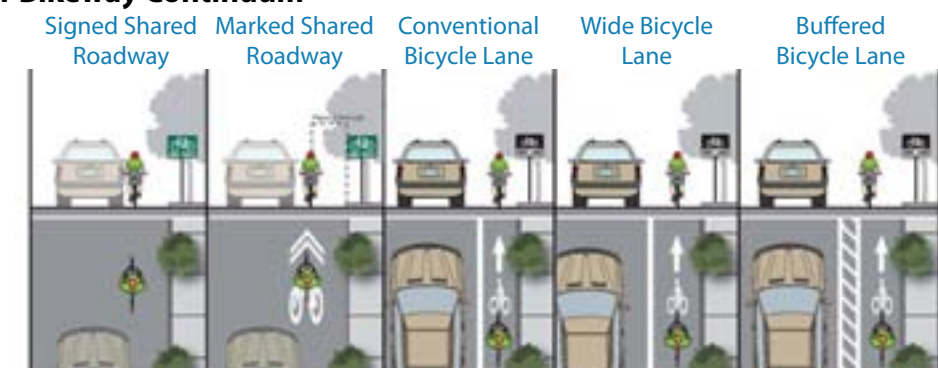 Bikeway Continuum
Signed Shared
Roadway
Marked Shared
Roadway
Conventional
Bicycle Lane
Wide Bicycle
Lane
Buffered
Bicycle Lane